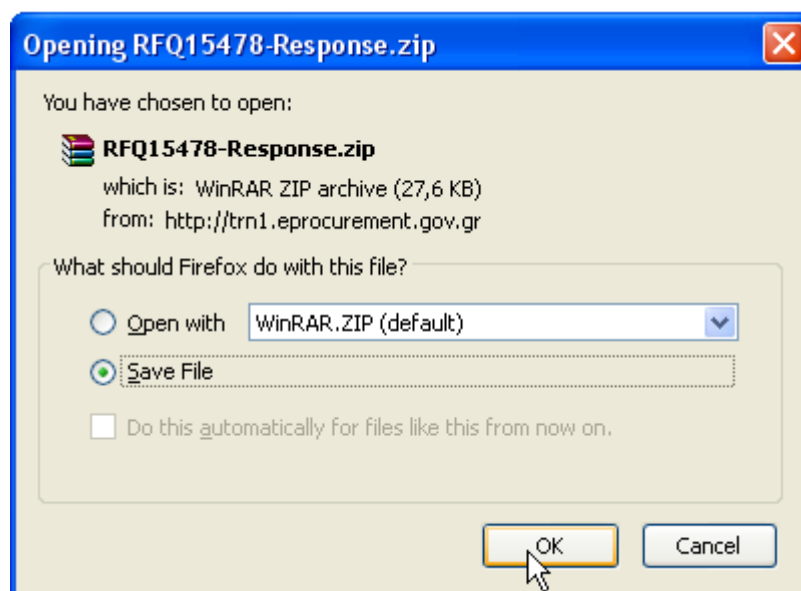 Opening RFQ15478-Response.zip
You have chosen to open:
RFQ15478-Response.zip
which is: WinRAR ZIP archive (27,6 KB)
from: http://trn1.eprocurement.gov.gr
What should Firefox do with this file?
Open with WinRAR.ZIP (default)
Save File
Do this automatically for files like this from now on.
OK Cancel